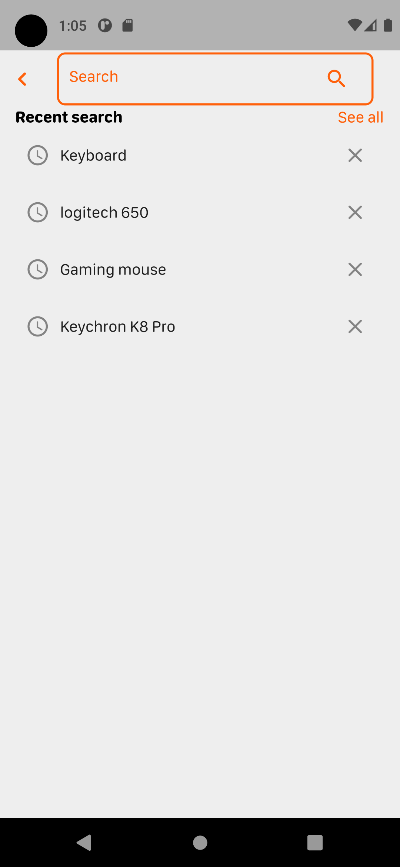 1:05
Search
Recent search See all
Keyboard
logitech 650
Gaming mouse
Keychron K8 Pro